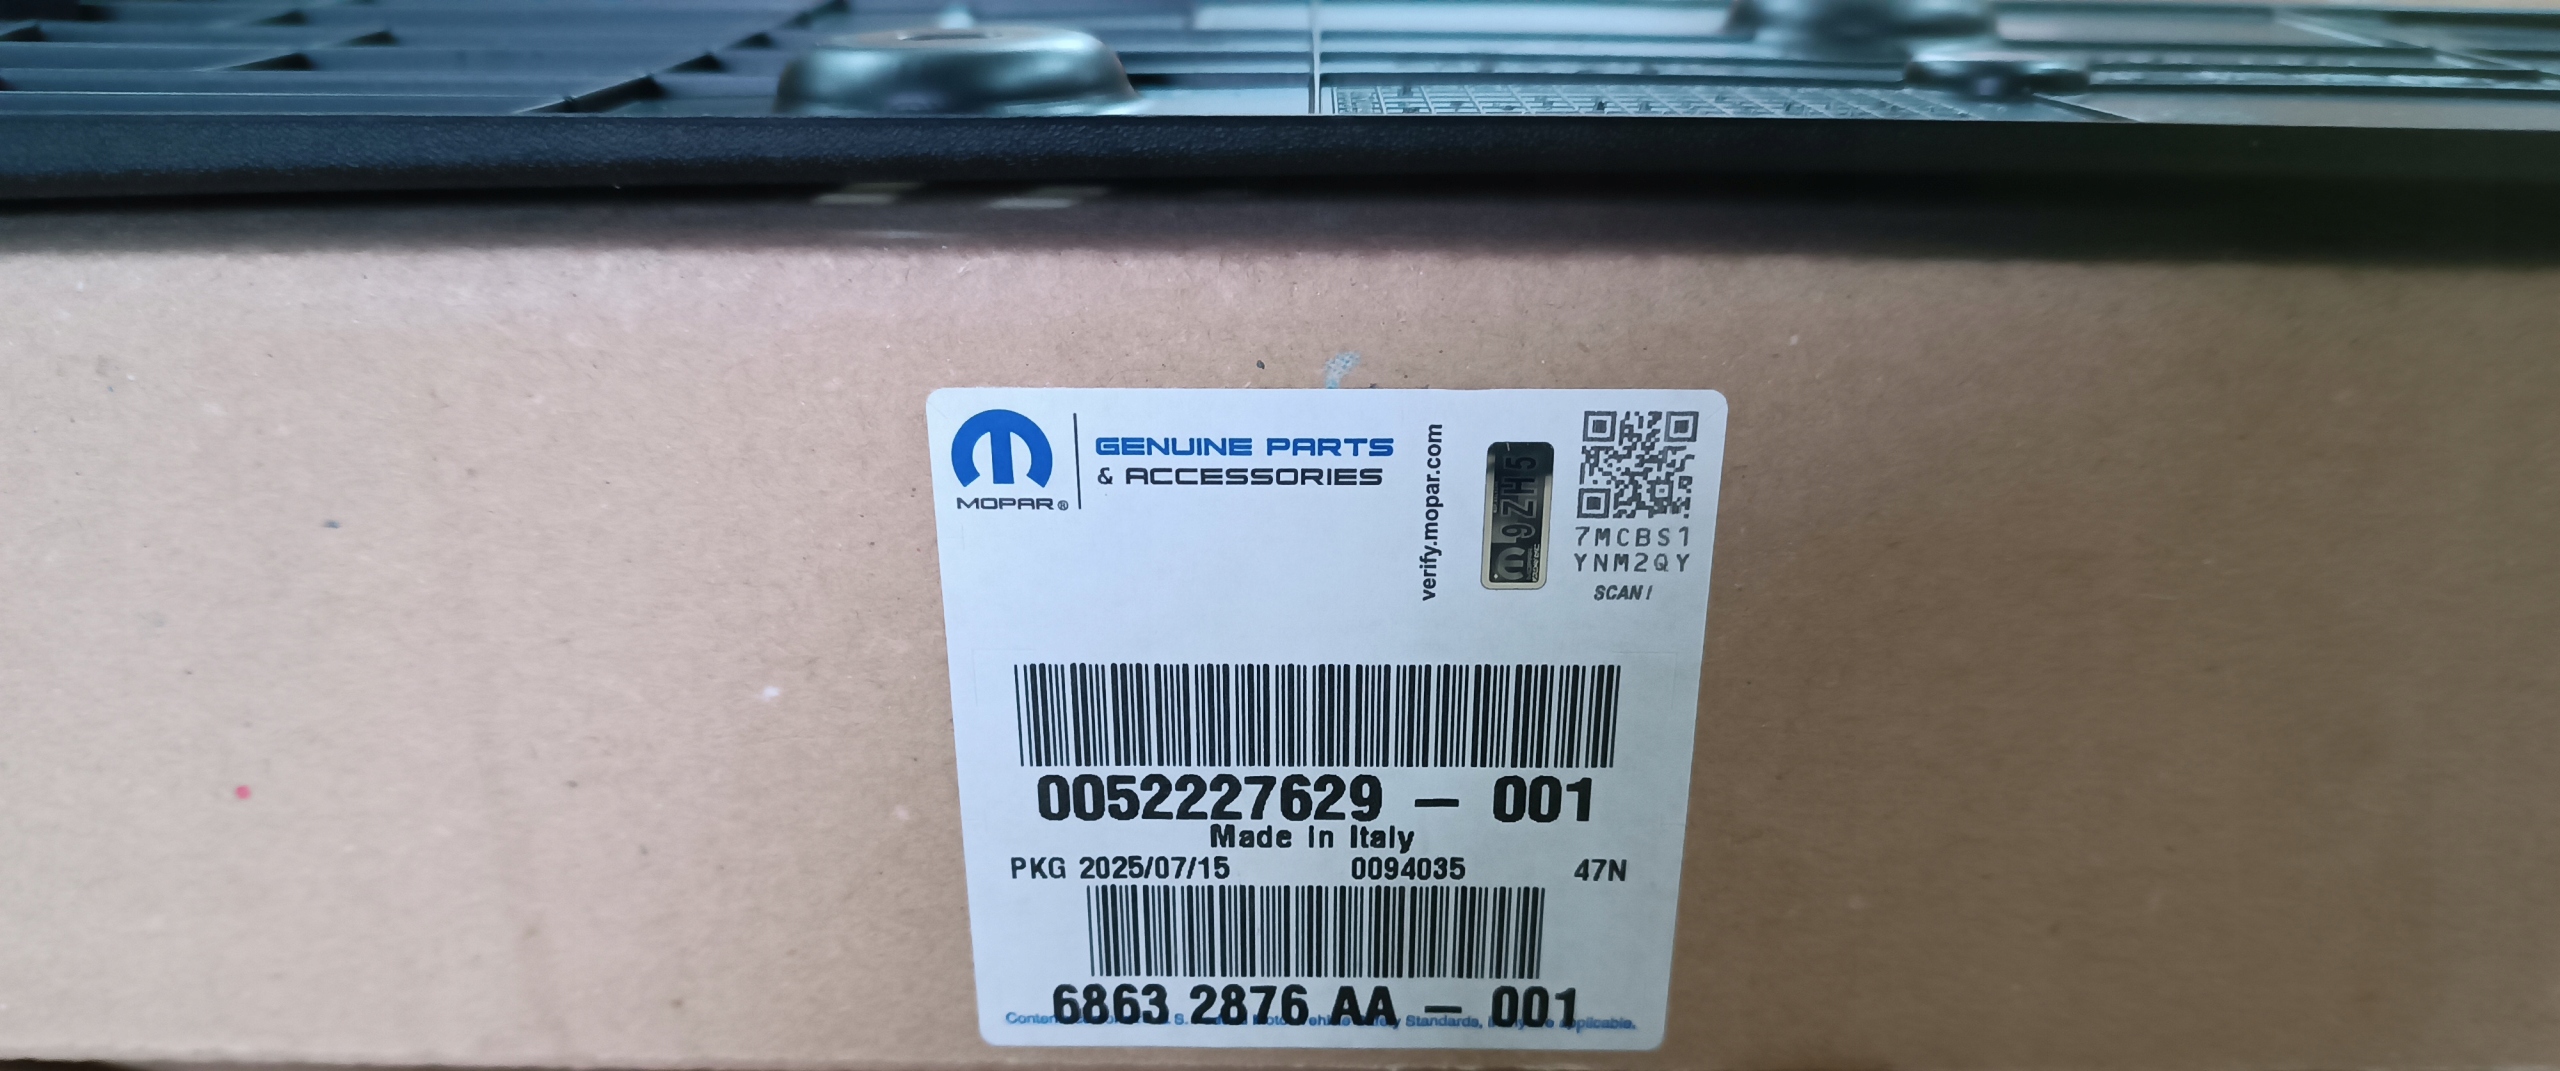 MOPAR®
GENUINE PARTS
& ACCESSORIES
verify.mopar.com
9ZH5
7MCBS1
YNM2QY
SCAN!
0052227629 – 001
Made in Italy
PKG 2025/07/15 0094035 47N
6863 2876 AA – 001
Standards,